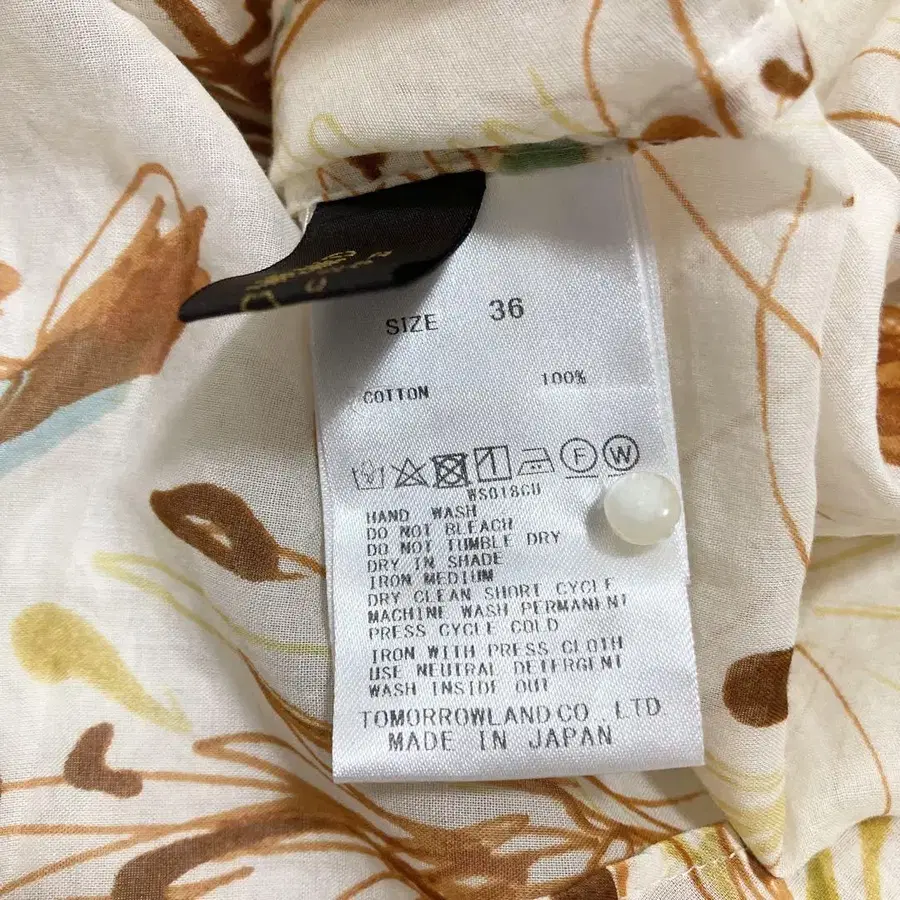 SIZE 36
COTTON 100%
F W
WS018CU
HAND WASH
DO NOT BLEACH
DO NOT TUMBLE DRY
DRY IN SHADE
IRON MEDIUM
DRY CLEAN SHORT CYCLE
MACHINE WASH PERMANENT
PRESS CYCLE COLD
IRON WITH PRESS CLOTH
USE NEUTRAL DETERGENT
WASH INSIDE OUT
TOMORROWLAND CO . LTD
MADE IN JAPAN